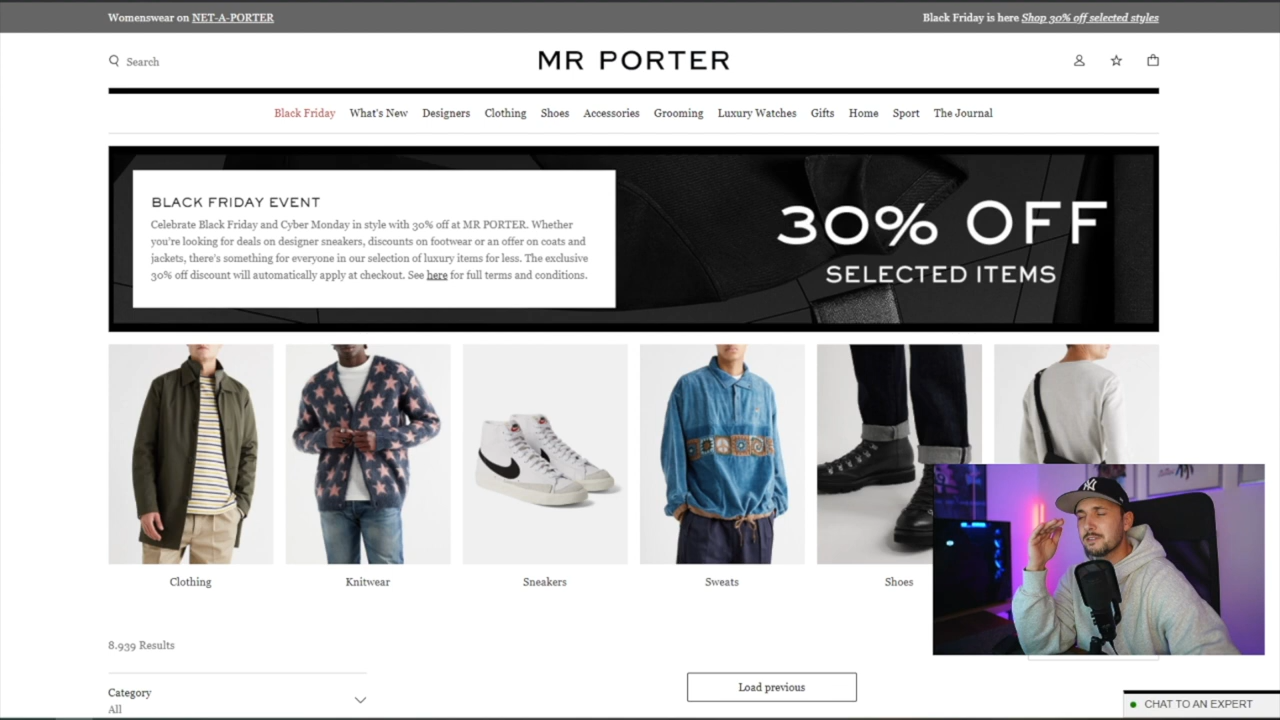 Womenswear on NET-A-PORTER
Black Friday is here Shop 30% off selected styles
Search
MR PORTER
Black Friday What's New Designers Clothing Shoes Accessories Grooming Luxury Watches Gifts Home Sport The Journal
BLACK FRIDAY EVENT
Celebrate Black Friday and Cyber Monday in style with 30% off at MR PORTER. Whether
you're looking for deals on designer sneakers, discounts on footwear or an offer on coats and
jackets, there's something for everyone in our selection of luxury items for less. The exclusive
30% off discount will automatically apply at checkout. See here for full terms and conditions.
30% OFF
SELECTED ITEMS
Clothing
Knitwear
Sneakers
Sweats
Shoes
NY
8.939 Results
Category
All
Load previous
CHAT TO AN EXPERT